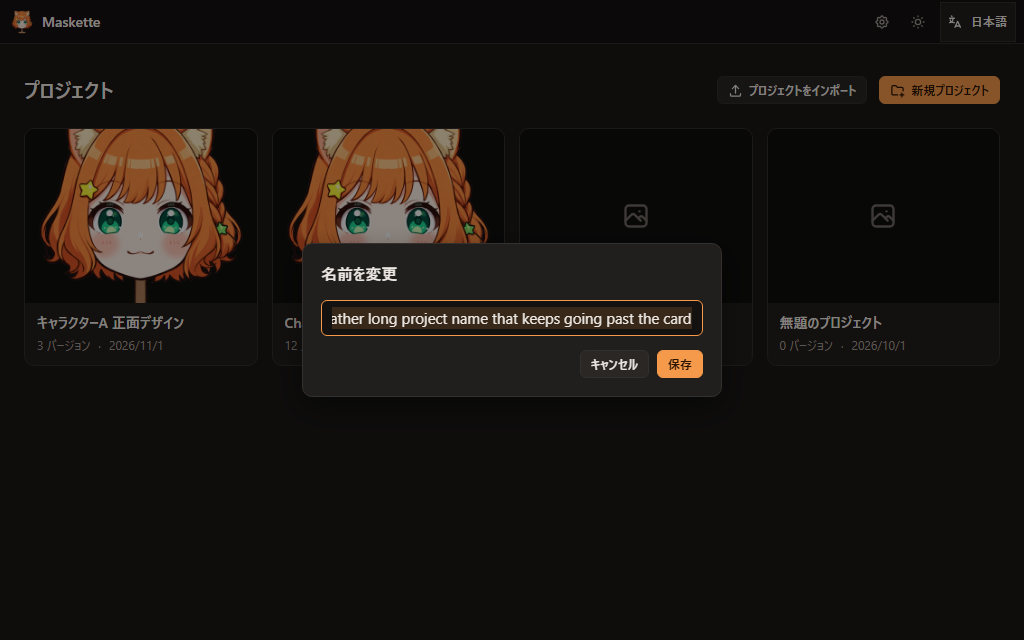 Maskette
日本語
プロジェクト
プロジェクトをインポート
新規プロジェクト
名前を変更
ather long project name that keeps going past the card
キャンセル
保存
キャラクターA 正面デザイン
3 バージョン · 2026/11/1
Cha
12
無題のプロジェクト
0 バージョン · 2026/10/1